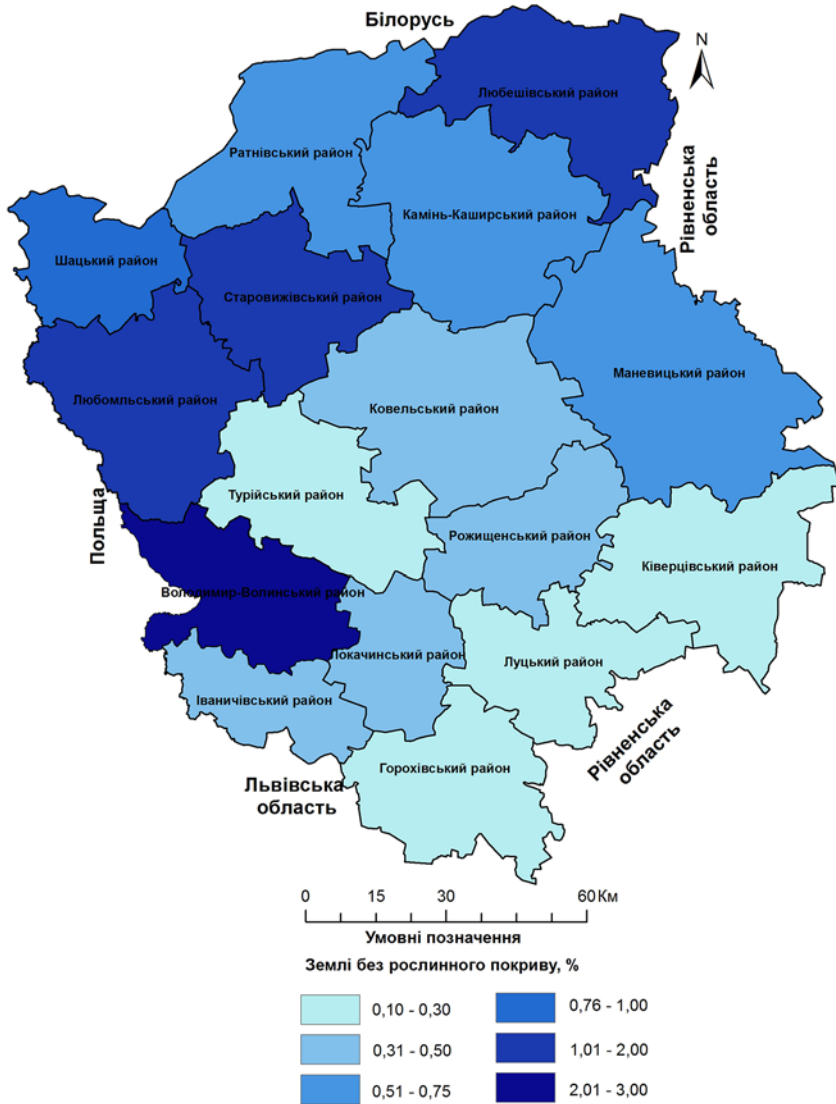 Білорусь
N
Любешівський район
Ратнівський район
Рівненська
область
Камінь-Каширський район
Шацький район
Старовижівський район
Маневицький район
Любомльський район
Ковельський район
Польща
Турійський район
Рожищенський район
Ківерцівський район
Володимир-Волинський район
Локачинський район
Луцький район
Іваничівський район
Рівненська
область
Горохівський район
Львівська
область
0 15 30 60 Км
Умовні позначення
Землі без рослинного покриву, %
0,10 - 0,30
0,31 - 0,50
0,51 - 0,75
0,76 - 1,00
1,01 - 2,00
2,01 - 3,00